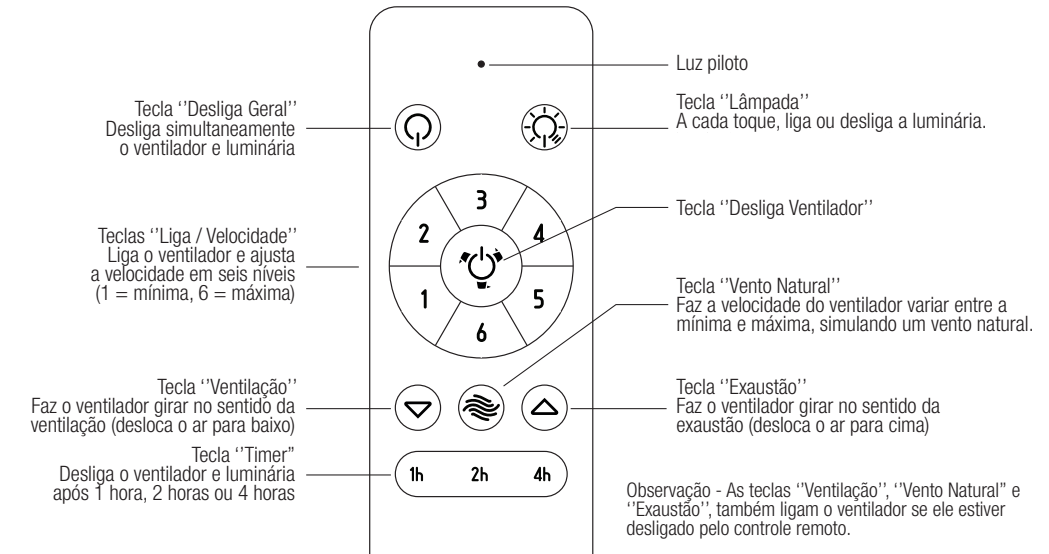 Luz piloto
Tecla ‘’Desliga Geral’’
Desliga simultaneamente
o ventilador e luminária
Tecla ‘’Lâmpada’’
A cada toque, liga ou desliga a luminária.
3
2
4
1
5
6
Tecla ‘’Desliga Ventilador’’
Teclas ‘’Liga / Velocidade’’
Liga o ventilador e ajusta
a velocidade em seis níveis
(1 = mínima, 6 = máxima)
Tecla ‘’Vento Natural’’
Faz a velocidade do ventilador variar entre a
mínima e máxima, simulando um vento natural.
Tecla ‘’Ventilação’’
Faz o ventilador girar no sentido da
ventilação (desloca o ar para baixo)
Tecla ‘’Exaustão’’
Faz o ventilador girar no sentido da
exaustão (desloca o ar para cima)
Tecla ‘’Timer”
Desliga o ventilador e luminária
após 1 hora, 2 horas ou 4 horas
1h 2h 4h
Observação - As teclas ‘’Ventilação’’, ‘’Vento Natural” e
‘’Exaustão’’, também ligam o ventilador se ele estiver
desligado pelo controle remoto.